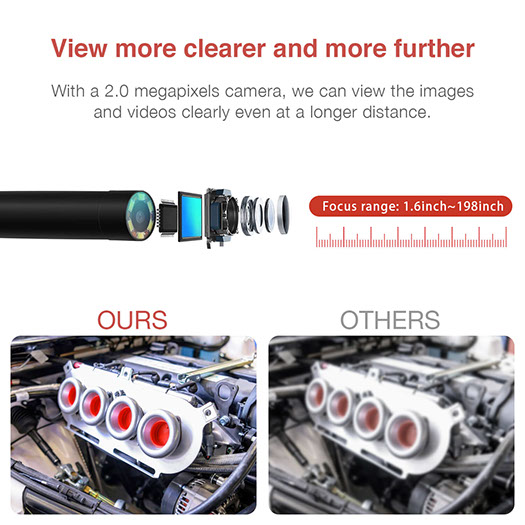 View more clearer and more further
With a 2.0 megapixels camera, we can view the images
and videos clearly even at a longer distance.
Focus range: 1.6inch~198inch
OURS
OTHERS